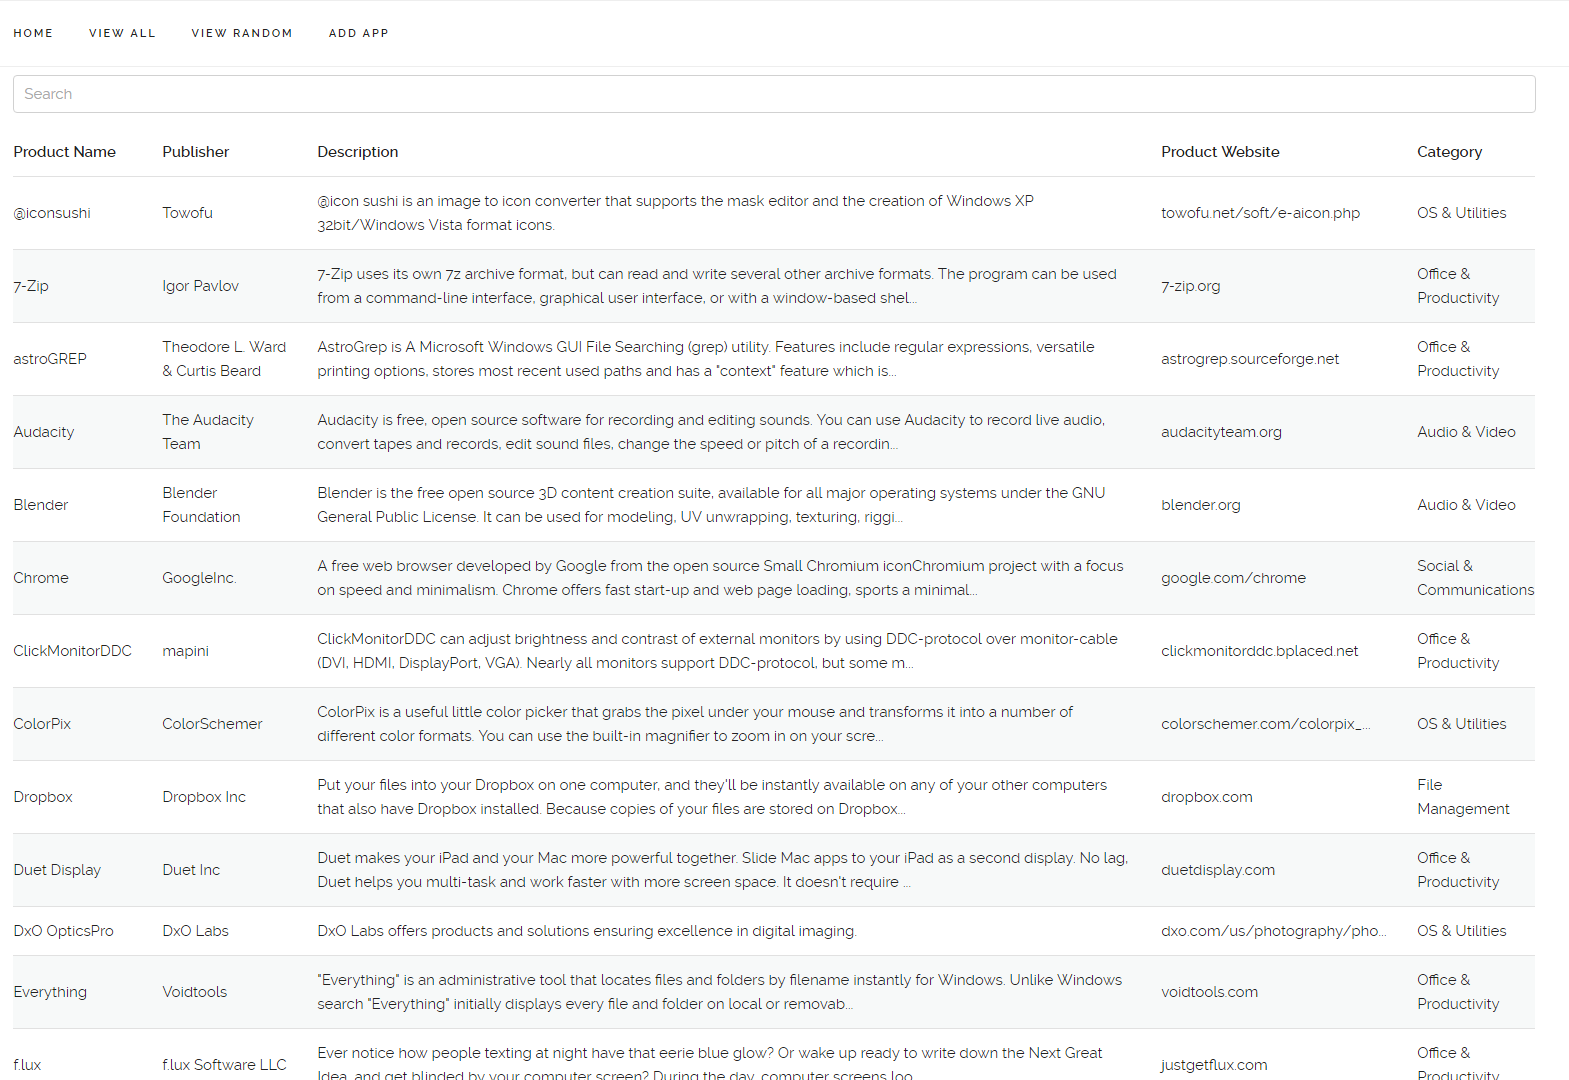 HOME VIEW ALL VIEW RANDOM ADD APP
Search
Product Name Publisher Description Product Website Category
@iconsushi Towofu @icon sushi is an image to icon converter that supports the mask editor and the creation of Windows XP
32bit/Windows Vista format icons. towofu.net/soft/e-aicon.php OS & Utilities
7-Zip Igor Pavlov 7-Zip uses its own 7z archive format, but can read and write several other archive formats. The program can be used
from a command-line interface, graphical user interface, or with a window-based shel... 7-zip.org Office &
Productivity
astroGREP Theodore L. Ward
& Curtis Beard AstroGrep is A Microsoft Windows GUI File Searching (grep) utility. Features include regular expressions, versatile
printing options, stores most recent used paths and has a "context" feature which is... astrogrep.sourceforge.net Office &
Productivity
Audacity The Audacity
Team Audacity is free, open source software for recording and editing sounds. You can use Audacity to record live audio,
convert tapes and records, edit sound files, change the speed or pitch of a recordin... audacityteam.org Audio & Video
Blender Blender
Foundation Blender is the free open source 3D content creation suite, available for all major operating systems under the GNU
General Public License. It can be used for modeling, UV unwrapping, texturing, riggi... blender.org Audio & Video
Chrome GoogleInc. A free web browser developed by Google from the open source Small Chromium iconChromium project with a focus
on speed and minimalism. Chrome offers fast start-up and web page loading, sports a minimal... google.com/chrome Social &
Communications
ClickMonitorDDC mapini ClickMonitorDDC can adjust brightness and contrast of external monitors by using DDC-protocol over monitor-cable
(DVI, HDMI, DisplayPort, VGA). Nearly all monitors support DDC-protocol, but some m... clickmonitorddc.bplaced.net Office &
Productivity
ColorPix ColorSchemer ColorPix is a useful little color picker that grabs the pixel under your mouse and transforms it into a number of
different color formats. You can use the built-in magnifier to zoom in on your scre... colorschemer.com/colorpix_... OS & Utilities
Dropbox Dropbox Inc Put your files into your Dropbox on one computer, and they'll be instantly available on any of your other computers
that also have Dropbox installed. Because copies of your files are stored on Dropbox... dropbox.com File
Management
Duet Display Duet Inc Duet makes your iPad and your Mac more powerful together. Slide Mac apps to your iPad as a second display. No lag,
Duet helps you multi-task and work faster with more screen space. It doesn't require ... duetdisplay.com Office &
Productivity
DxO OpticsPro DxO Labs DxO Labs offers products and solutions ensuring excellence in digital imaging. dxo.com/us/photography/pho... OS & Utilities
Everything Voidtools "Everything" is an administrative tool that locates files and folders by filename instantly for Windows. Unlike Windows
search "Everything" initially displays every file and folder on local or removab... voidtools.com Office &
Productivity
f.lux f.lux Software LLC Ever notice how people texting at night have that eerie blue glow? Or wake up ready to write down the Next Great
Idea, and get blinded by your computer screen? During the day, computer screens loo... justgetflux.com Office &
Productivity